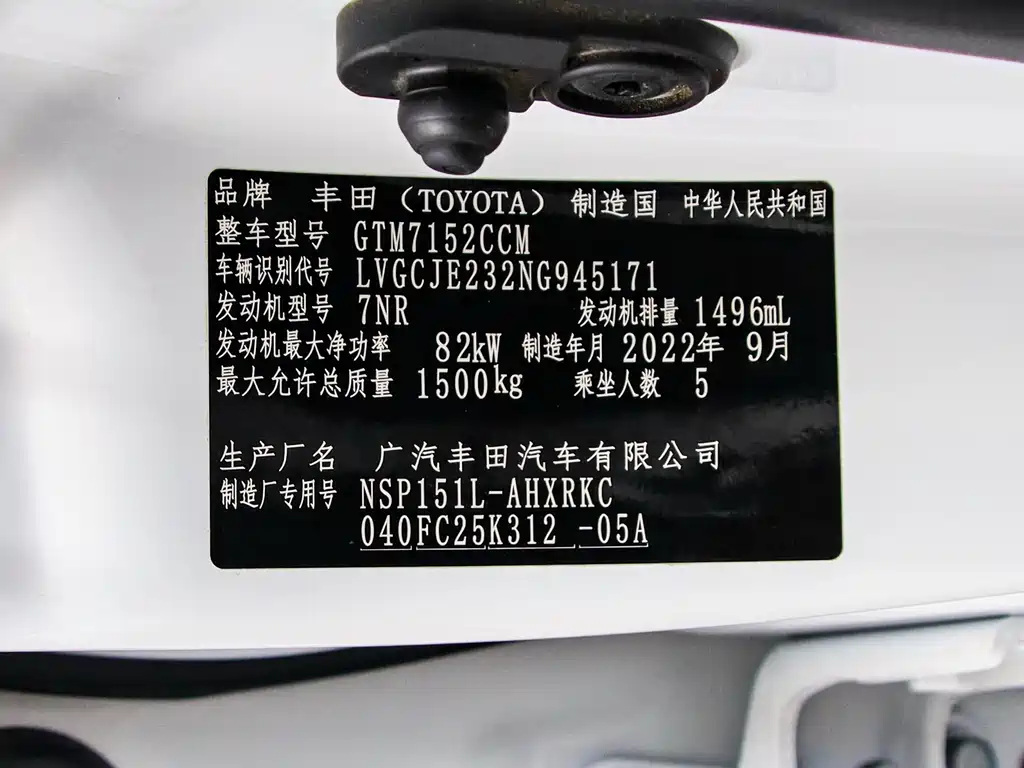 品牌 丰田（TOYOTA）制造国 中华人民共和国
整车型号 GTM7152CCM
车辆识别代号 LVGCJE232NG945171
发动机型号 7NR 发动机排量 1496mL
发动机最大净功率 82kW 制造年月 2022年 9月
最大允许总质量 1500kg 乘坐人数 5
生产厂名 广汽丰田汽车有限公司
制造厂专用号 NSP151L-AHXRKC
040FC25K312 -05A